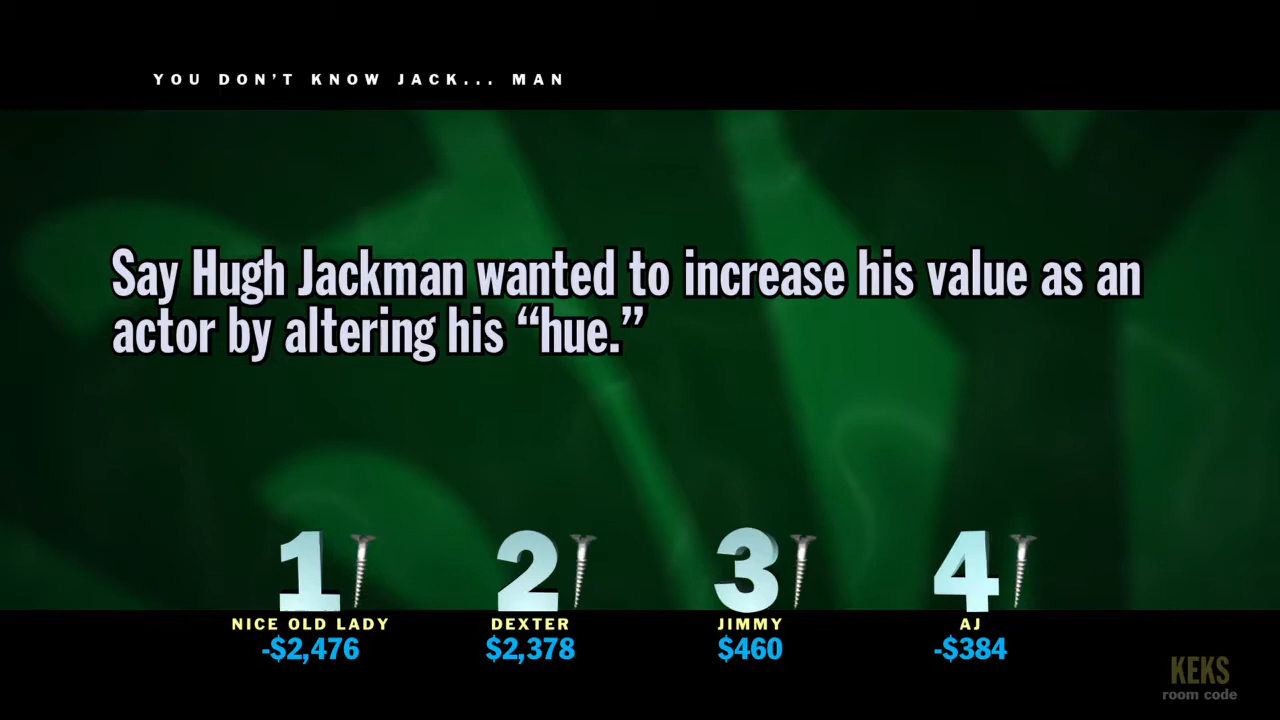 YOU DON'T KNOW JACK... MAN
Say Hugh Jackman wanted to increase his value as an
actor by altering his “hue.”
1 2 3 4
NICE OLD LADY DEXTER JIMMY AJ
-$2,476 $2,378 $460 -$384
KEKS
room code